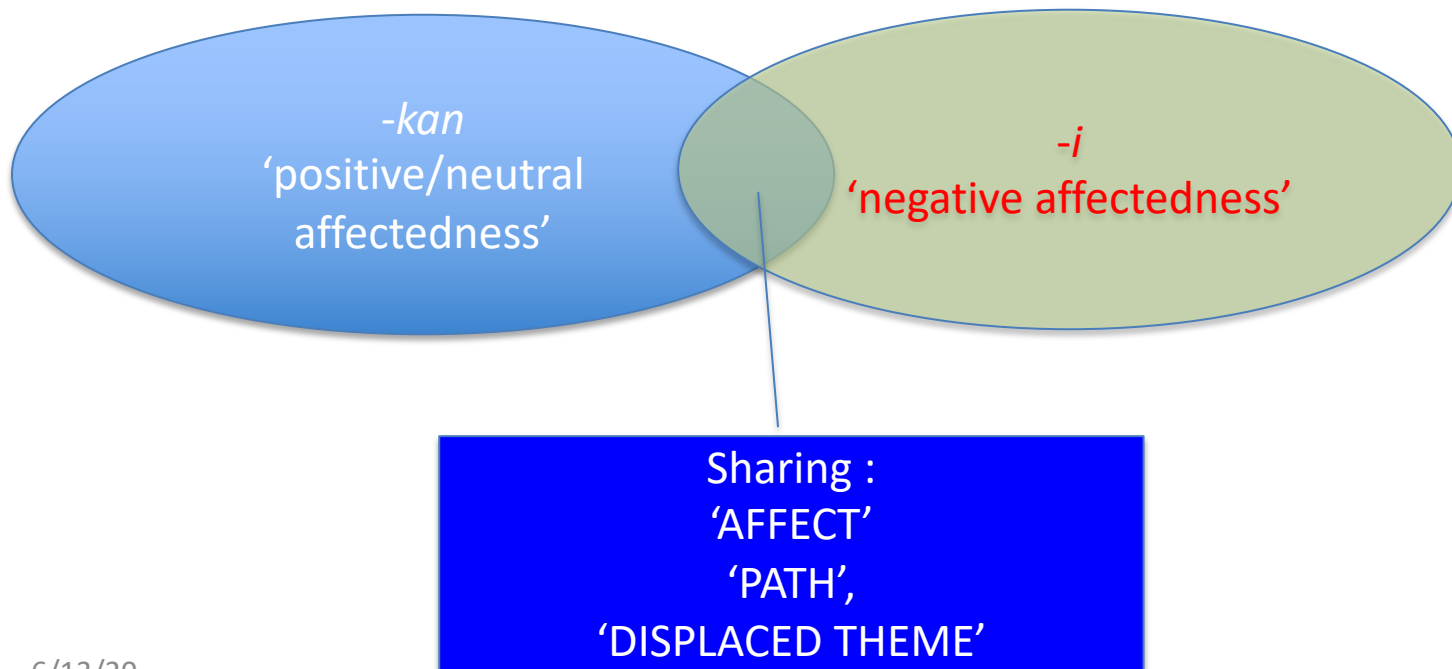 -kan
‘positive/neutral
affectedness’
-i
‘negative affectedness’
Sharing :
‘AFFECT’
‘PATH’,
‘DISPLACED THEME’